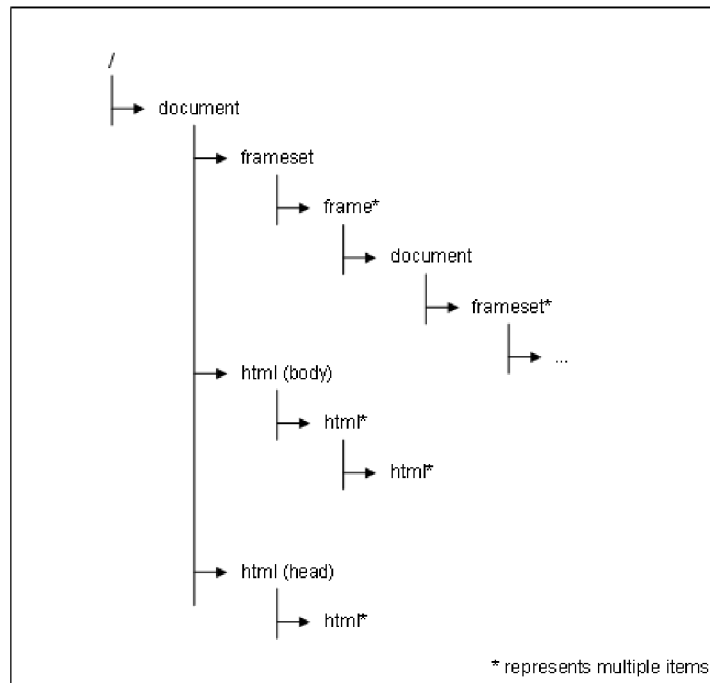 /
document
frameset
frame*
document
frameset*
...
html (body)
html*
html*
html (head)
html*
* represents multiple items